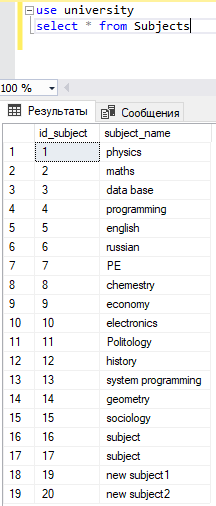 use university
select * from Subjects
100 %
Результаты Сообщения
id_subject subject_name
1 1 physics
2 2 maths
3 3 data base
4 4 programming
5 5 english
6 6 russian
7 7 PE
8 8 chemestry
9 9 economy
10 10 electronics
11 11 Politology
12 12 history
13 13 system programming
14 14 geometry
15 15 sociology
16 16 subject
17 17 subject
18 19 new subject1
19 20 new subject2